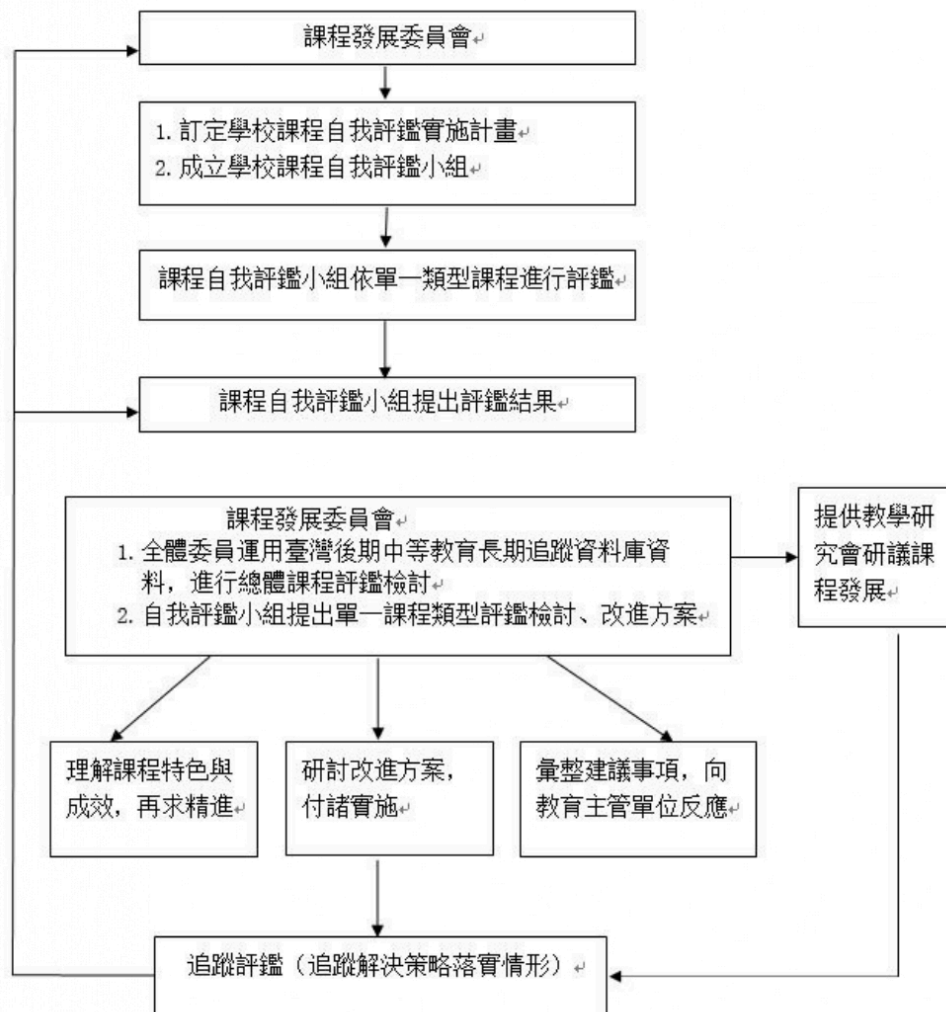 課程發展委員會
1. 訂定學校課程自我評鑑實施計畫
2. 成立學校課程自我評鑑小組
課程自我評鑑小組依單一類型課程進行評鑑
課程自我評鑑小組提出評鑑結果
課程發展委員會
1. 全體委員運用臺灣後期中等教育長期追蹤資料庫資
料，進行總體課程評鑑檢討
2. 自我評鑑小組提出單一課程類型評鑑檢討、改進方案
提供教學研
究會研議課
程發展
理解課程特色與
成效，再求精進
研討改進方案，
付諸實施
彙整建議事項，向
教育主管單位反應
追蹤評鑑（追蹤解決策略落實情形）